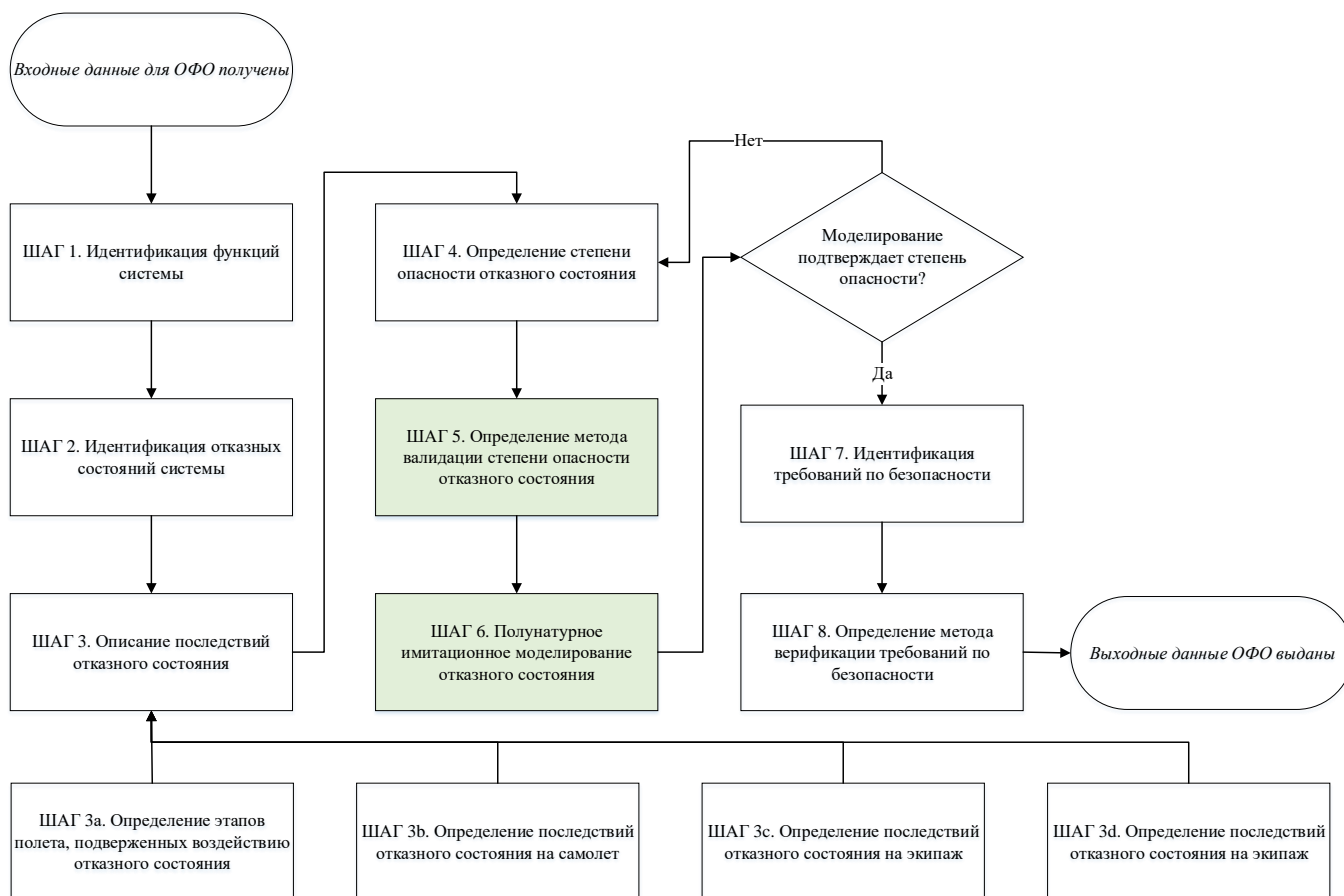 Входные данные для ОФО получены
ШАГ 1. Идентификация функций
системы
ШАГ 2. Идентификация отказных
состояний системы
ШАГ 3. Описание последствий
отказного состояния
ШАГ 4. Определение степени
опасности отказного состояния
ШАГ 5. Определение метода
валидации степени опасности
отказного состояния
ШАГ 6. Полунатурное
имитационное моделирование
отказного состояния
Нет
Моделирование
подтверждает степень
опасности?
Да
ШАГ 7. Идентификация
требований по безопасности
ШАГ 8. Определение метода
верификации требований по
безопасности
Выходные данные ОФО выданы
ШАГ 3a. Определение этапов
полета, подверженных воздействию
отказного состояния
ШАГ 3b. Определение последствий
отказного состояния на самолет
ШАГ 3c. Определение последствий
отказного состояния на экипаж
ШАГ 3d. Определение последствий
отказного состояния на экипаж